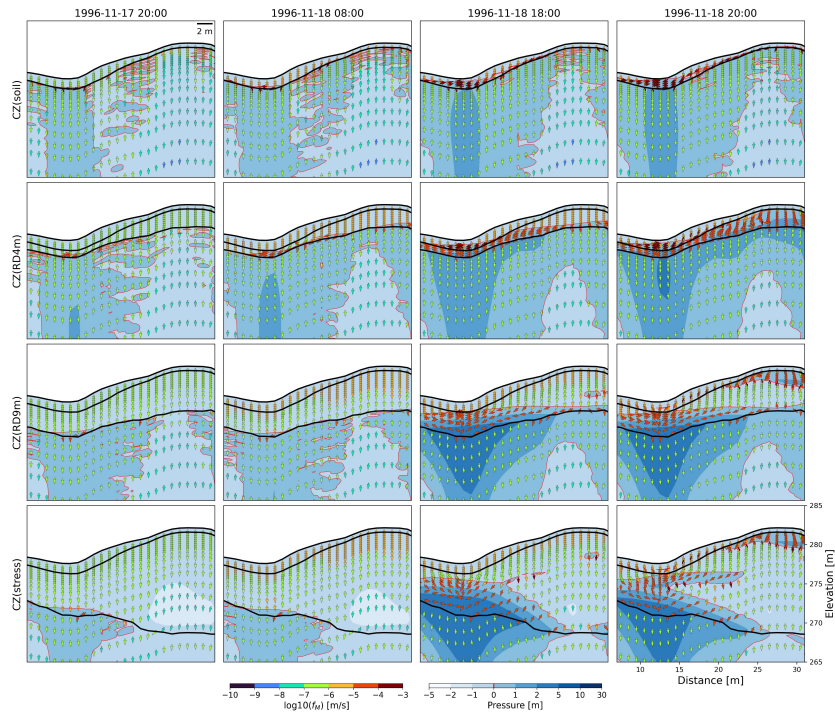 1996-11-17 20:00 1996-11-18 08:00 1996-11-18 18:00 1996-11-18 20:00
2 m
CZ(soil)
CZ(RD4m)
CZ(RD9m)
CZ(stress)
285
280
275
270
265
Elevation [m]
10 15 20 25 30
Distance [m]
−10 −9 −8 −7 −6 −5 −4 −3
log10(f_M) [m/s]
−5 −2 −1 0 1 2 5 10 30
Pressure [m]